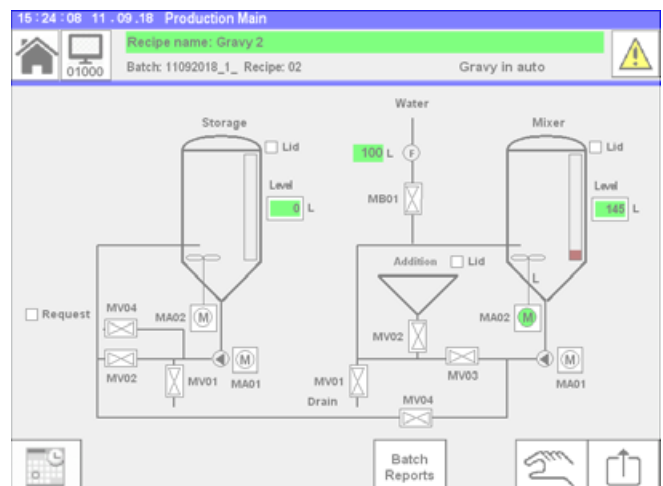 15:24:08 11.09.18 Production Main
Recipe name: Gravy 2
01000
Batch: 11092018_1_ Recipe: 02
Gravy in auto
Water
Storage
Mixer
Lid
Lid
100 L
F
Level
0 L
Level
145 L
MB01
Addition
Lid
L
Request
MV04
MA02
M
MA02
M
MV02
M
M
MV02
MV01
MA01
MV01
MV03
MA01
Drain
MV04
Batch
Reports